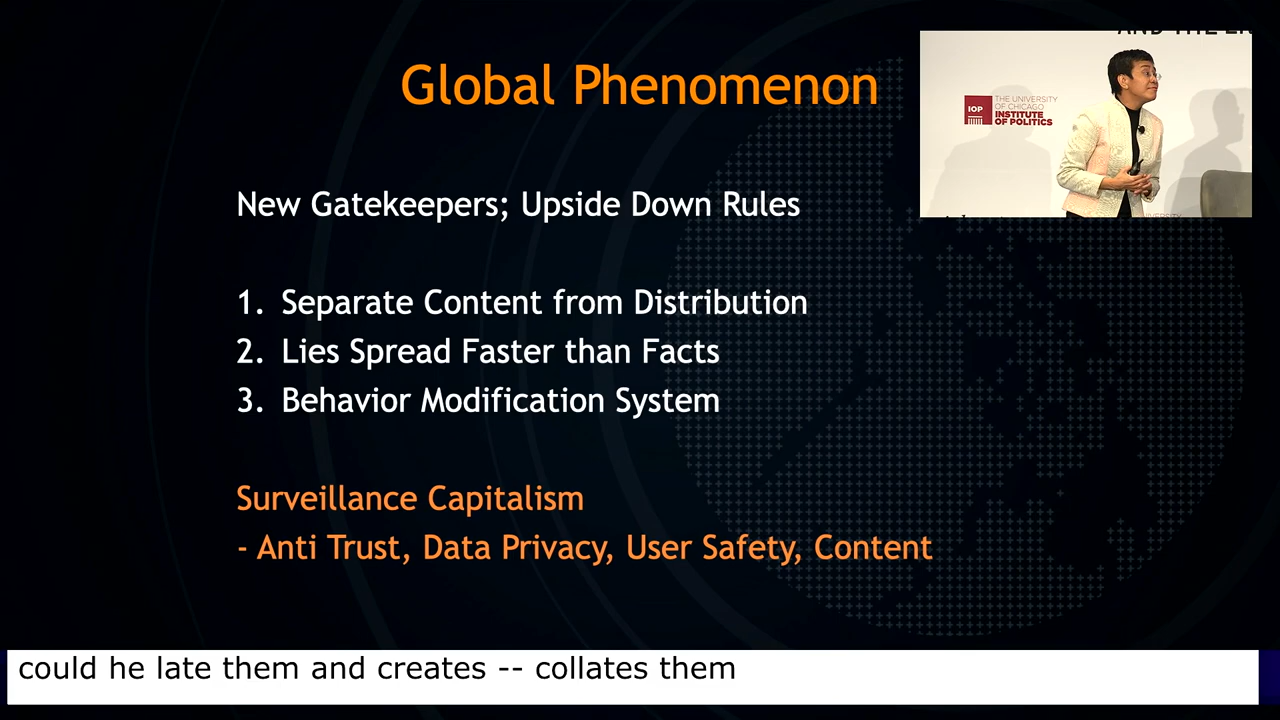 Global Phenomenon
New Gatekeepers; Upside Down Rules
1. Separate Content from Distribution
2. Lies Spread Faster than Facts
3. Behavior Modification System
Surveillance Capitalism
- Anti Trust, Data Privacy, User Safety, Content
IOP
THE UNIVERSITY
OF CHICAGO
INSTITUTE
OF POLITICS
could he late them and creates -- collates them